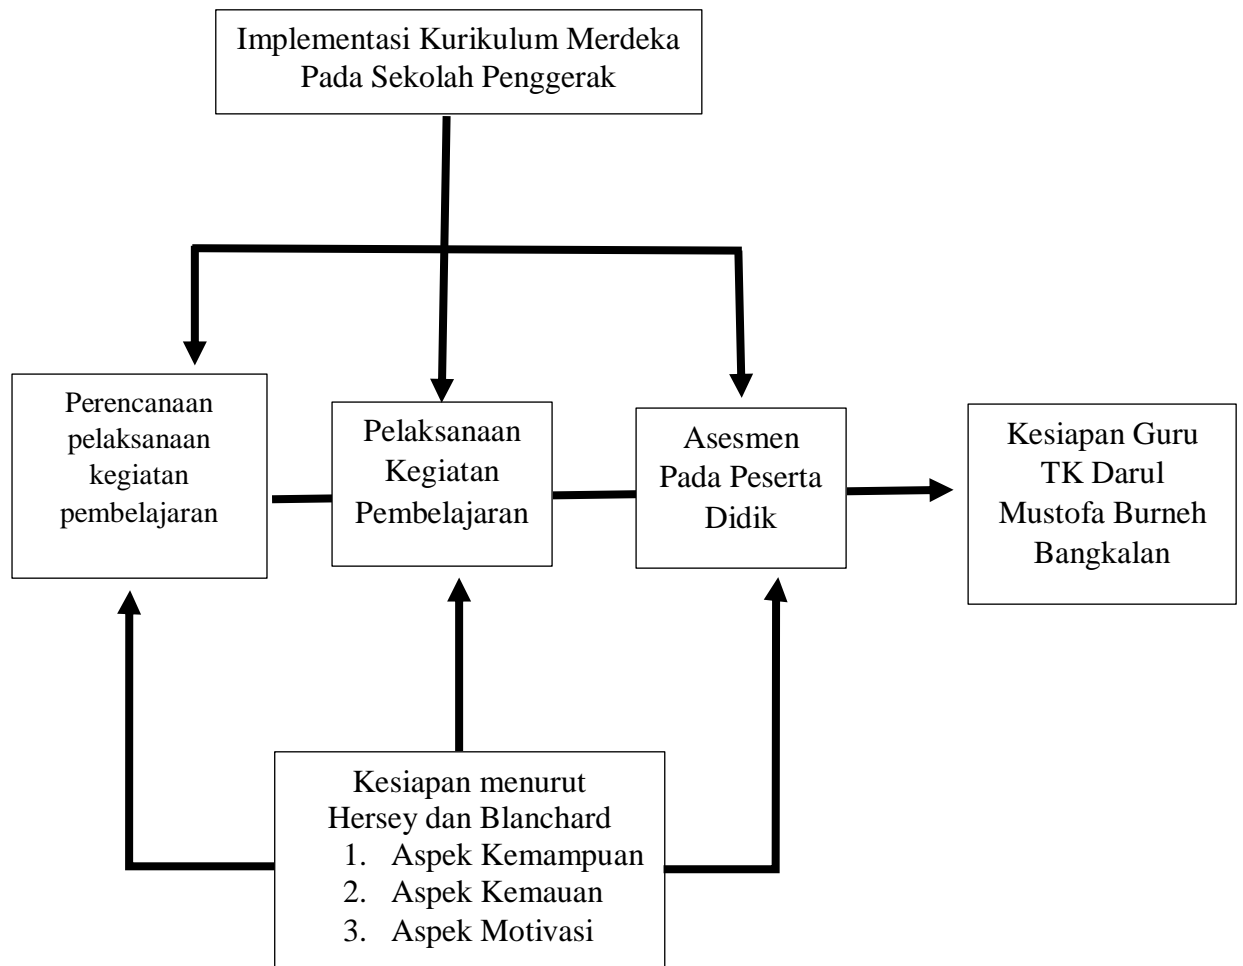 Implementasi Kurikulum Merdeka
Pada Sekolah Penggerak
Perencanaan
pelaksanaan
kegiatan
pembelajaran
Pelaksanaan
Kegiatan
Pembelajaran
Asesmen
Pada Peserta
Didik
Kesiapan Guru
TK Darul
Mustofa Burneh
Bangkalan
Kesiapan menurut
Hersey dan Blanchard
1. Aspek Kemampuan
2. Aspek Kemauan
3. Aspek Motivasi